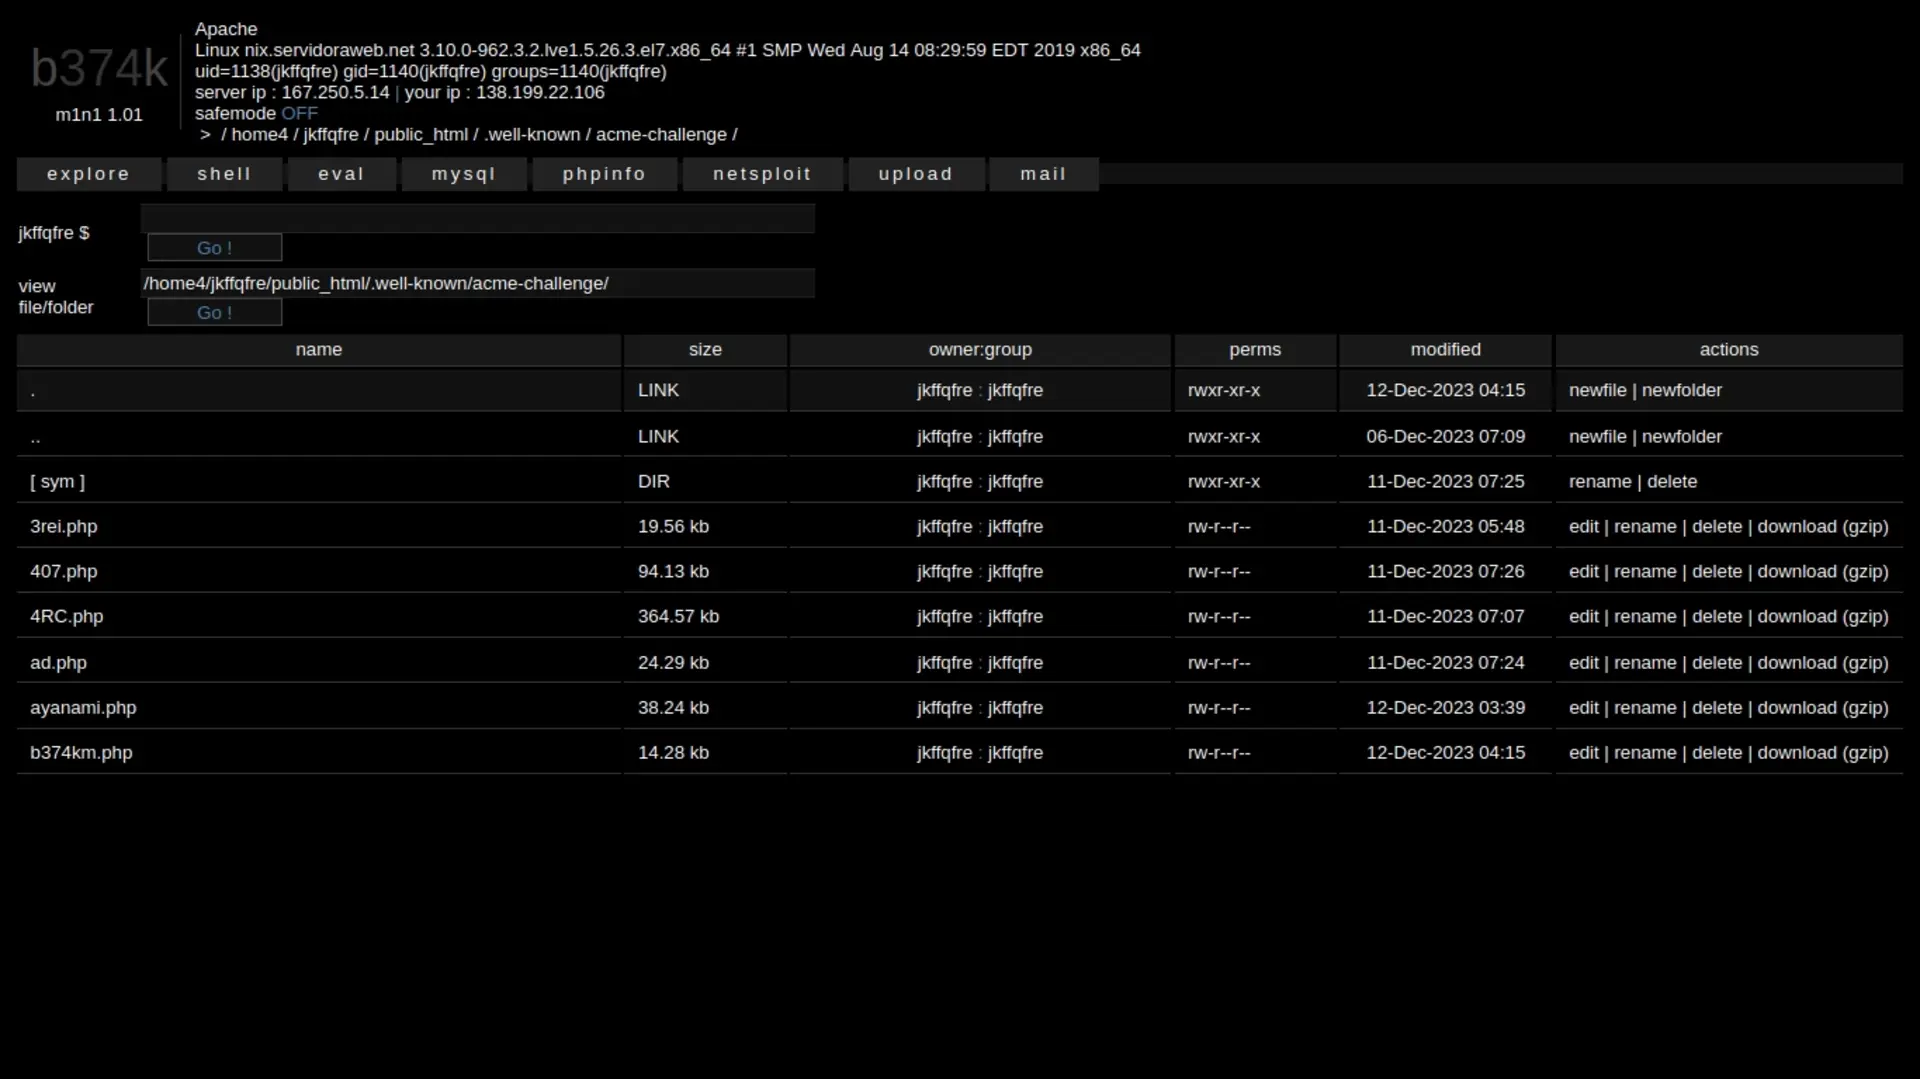 b374k
m1n1 1.01
Apache
Linux nix.servidoraweb.net 3.10.0-962.3.2.lve1.5.26.3.el7.x86_64 #1 SMP Wed Aug 14 08:29:59 EDT 2019 x86_64
uid=1138(jkffqfre) gid=1140(jkffqfre) groups=1140(jkffqfre)
server ip : 167.250.5.14 | your ip : 138.199.22.106
safemode OFF
> / home4 / jkffqfre / public_html / .well-known / acme-challenge /
explore shell eval mysql phpinfo netsploit upload mail
jkffqfre $
Go !
view file/folder
/home4/jkffqfre/public_html/.well-known/acme-challenge/
Go !
name size owner:group perms modified actions
. LINK jkffqfre : jkffqfre rwxr-xr-x 12-Dec-2023 04:15 newfile | newfolder
.. LINK jkffqfre : jkffqfre rwxr-xr-x 06-Dec-2023 07:09 newfile | newfolder
[ sym ] DIR jkffqfre : jkffqfre rwxr-xr-x 11-Dec-2023 07:25 rename | delete
3rei.php 19.56 kb jkffqfre : jkffqfre rw-r--r-- 11-Dec-2023 05:48 edit | rename | delete | download (gzip)
407.php 94.13 kb jkffqfre : jkffqfre rw-r--r-- 11-Dec-2023 07:26 edit | rename | delete | download (gzip)
4RC.php 364.57 kb jkffqfre : jkffqfre rw-r--r-- 11-Dec-2023 07:07 edit | rename | delete | download (gzip)
ad.php 24.29 kb jkffqfre : jkffqfre rw-r--r-- 11-Dec-2023 07:24 edit | rename | delete | download (gzip)
ayanami.php 38.24 kb jkffqfre : jkffqfre rw-r--r-- 12-Dec-2023 03:39 edit | rename | delete | download (gzip)
b374km.php 14.28 kb jkffqfre : jkffqfre rw-r--r-- 12-Dec-2023 04:15 edit | rename | delete | download (gzip)